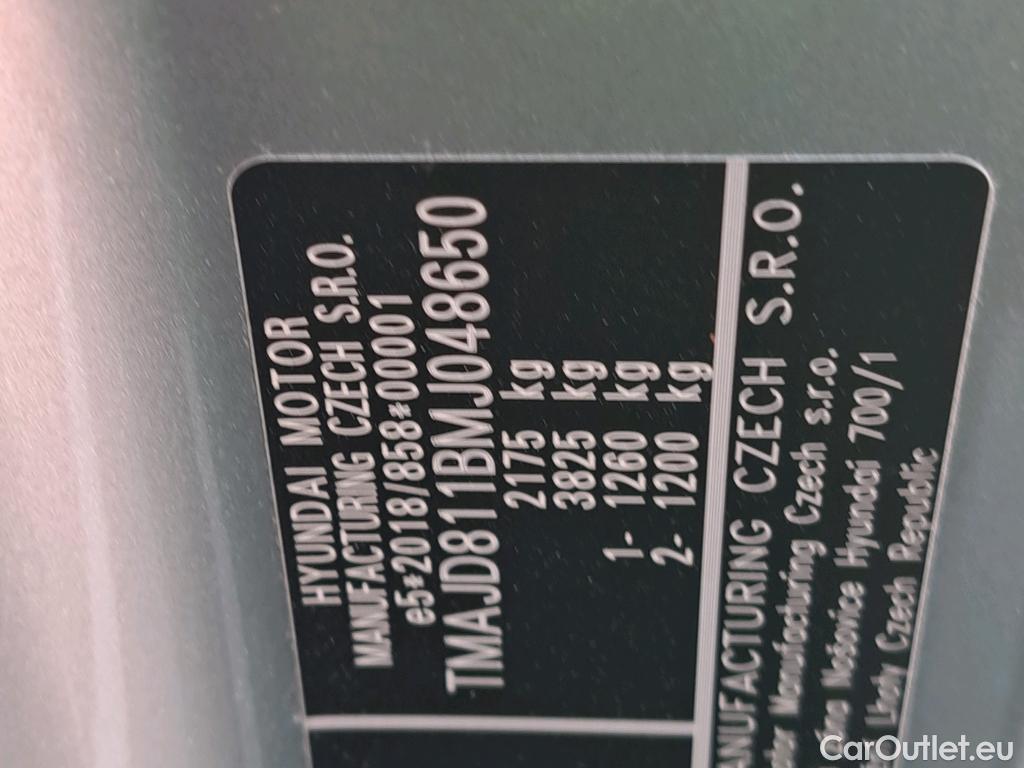 HYUNDAI MOTOR
MANUFACTURING CZECH S.R.O.
e5*2018/858*00001
TMAJD811BMJ048650
2175 kg
3825 kg
1- 1260 kg
2- 1200 kg
MANUFACTURING CZECH S.R.O.
Manufacturing Czech s.r.o.
Nošovice Hyundai 700/1
Lhoty Czech Republic
CarOutlet.eu